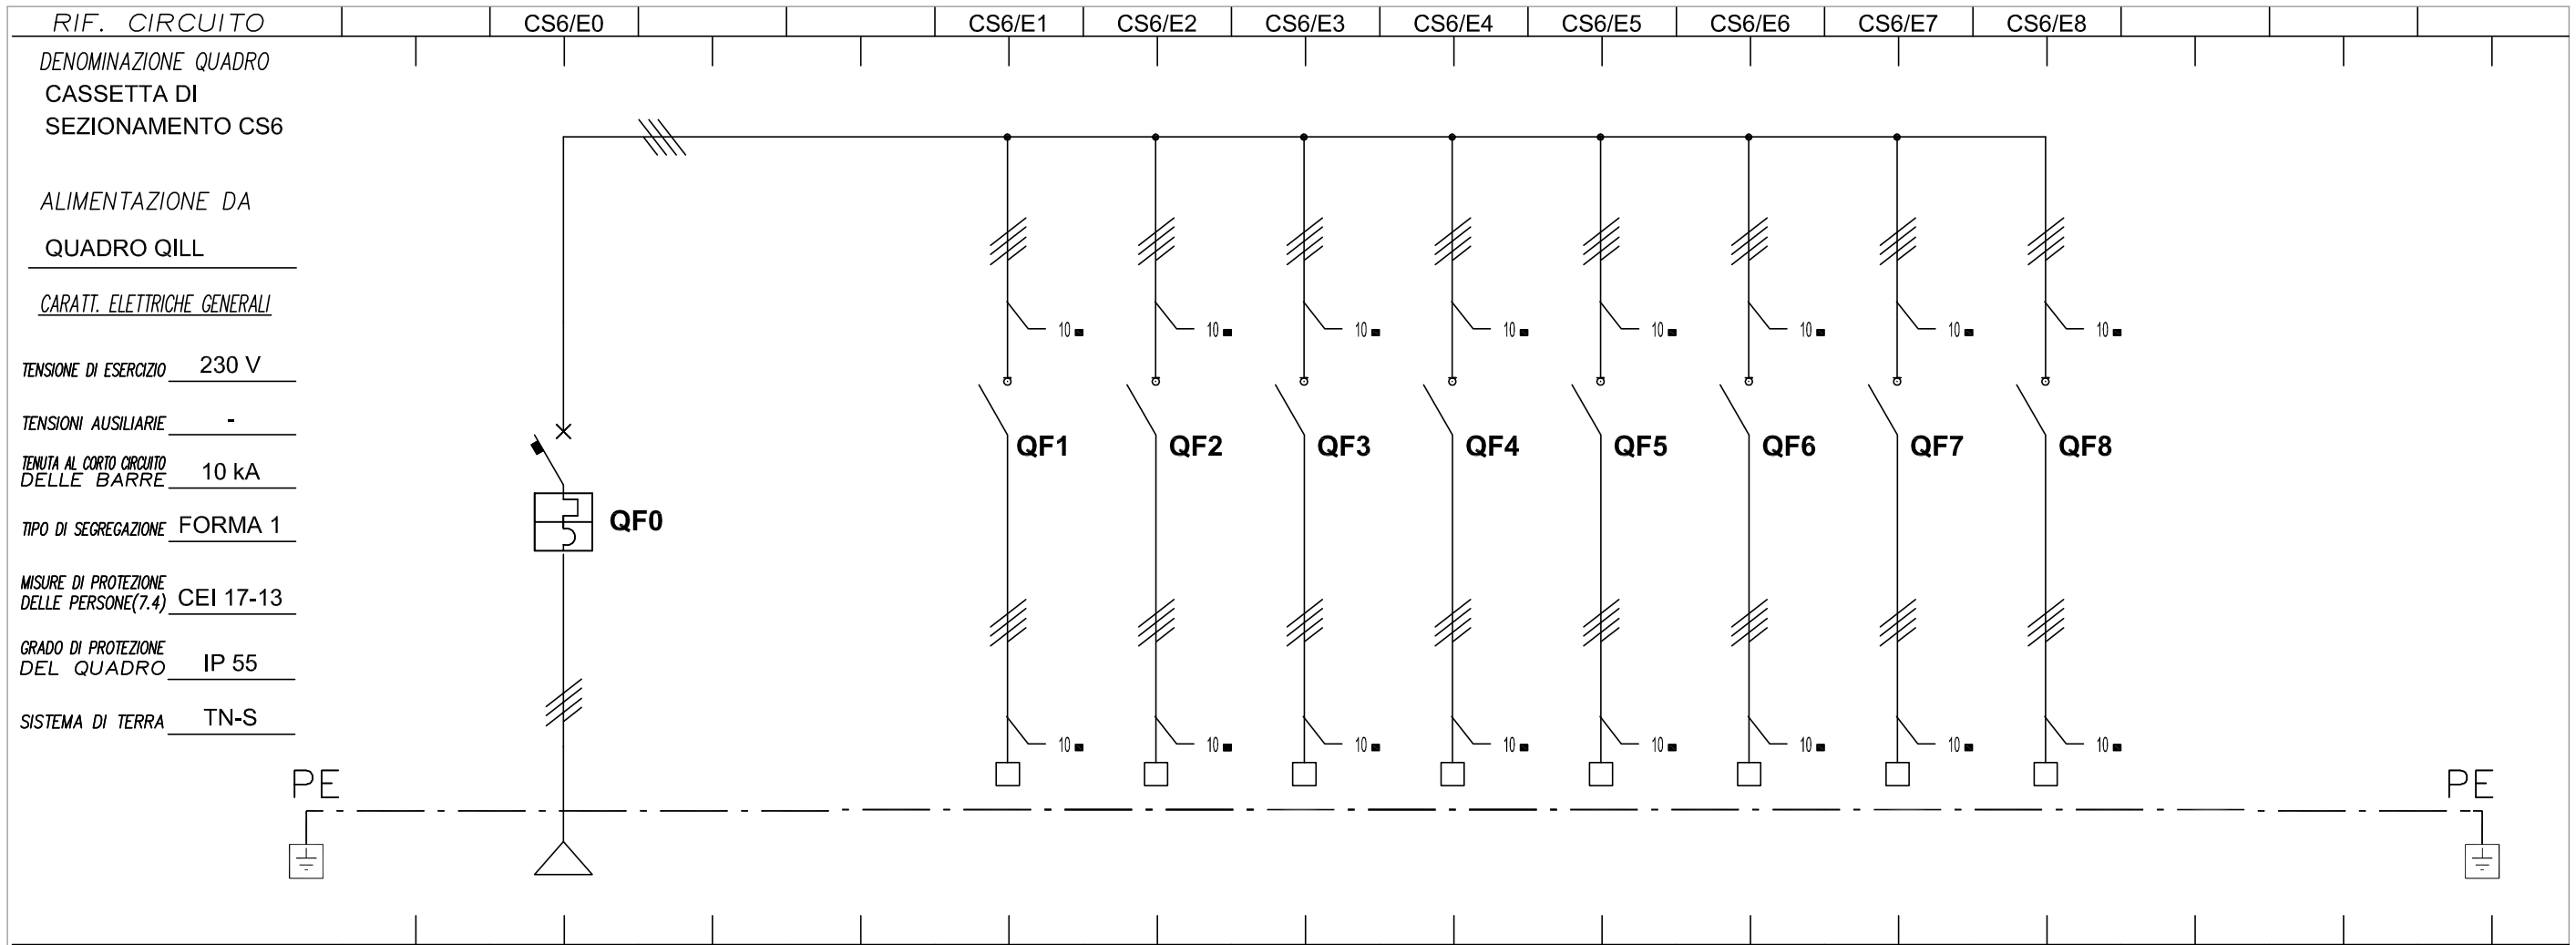 RIF. CIRCUITO CS6/E0 CS6/E1 CS6/E2 CS6/E3 CS6/E4 CS6/E5 CS6/E6 CS6/E7 CS6/E8
DENOMINAZIONE QUADRO
CASSETTA DI
SEZIONAMENTO CS6
ALIMENTAZIONE DA
QUADRO QILL
CARATT. ELETTRICHE GENERALI
TENSIONE DI ESERCIZIO 230 V
TENSIONI AUSILIARIE -
TENUTA AL CORTO CIRCUITO
DELLE BARRE 10 kA
TIPO DI SEGREGAZIONE FORMA 1
MISURE DI PROTEZIONE
DELLE PERSONE(7.4) CEI 17-13
GRADO DI PROTEZIONE
DEL QUADRO IP 55
SISTEMA DI TERRA TN-S
10 10 10 10 10 10 10 10
QF1 QF2 QF3 QF4 QF5 QF6 QF7 QF8
QF0
10 10 10 10 10 10 10 10
PE PE